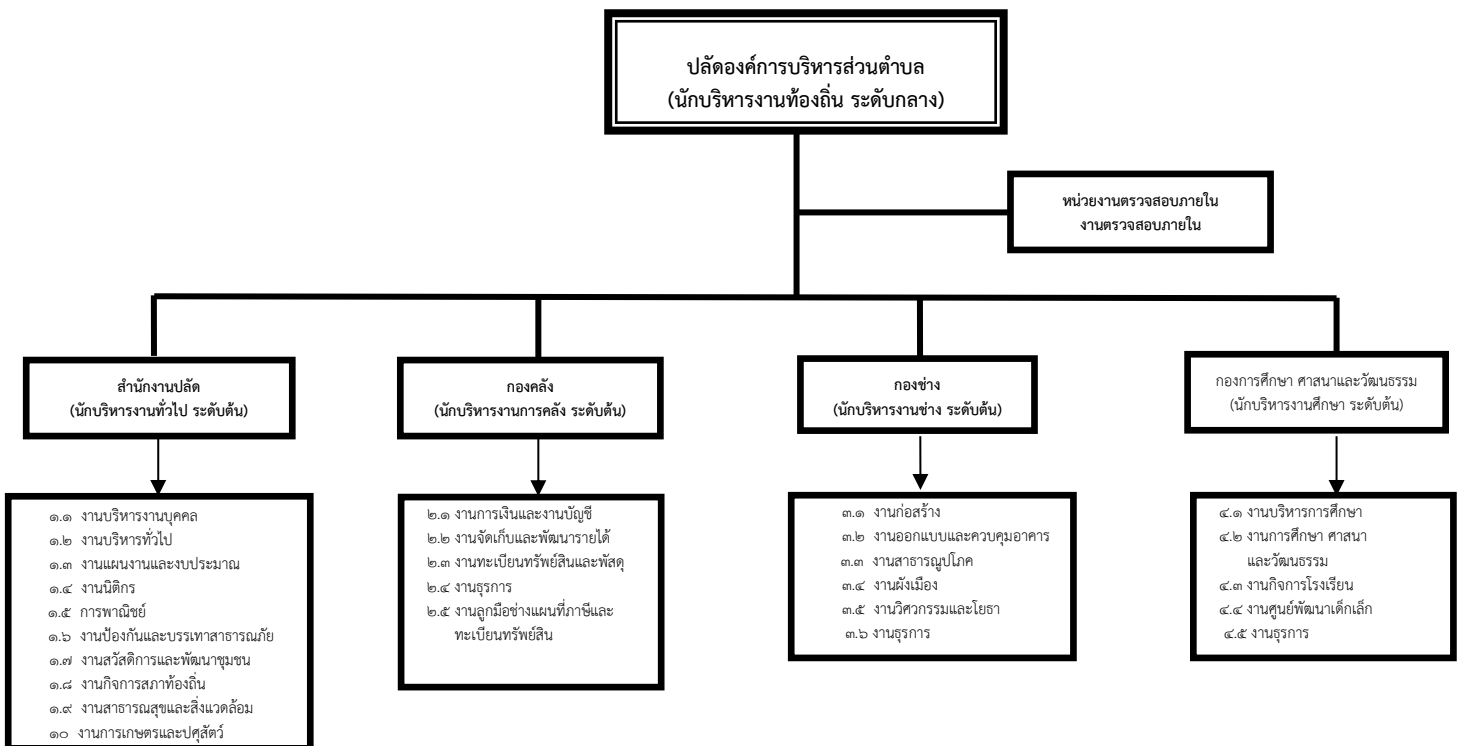 ปลัดองค์การบริหารส่วนตำบล
(นักบริหารงานท้องถิ่น ระดับกลาง)
หน่วยงานตรวจสอบภายใน
งานตรวจสอบภายใน
สำนักงานปลัด
(นักบริหารงานทั่วไป ระดับต้น)
กองคลัง
(นักบริหารงานการคลัง ระดับต้น)
กองช่าง
(นักบริหารงานช่าง ระดับต้น)
กองการศึกษา ศาสนาและวัฒนธรรม
(นักบริหารงานศึกษา ระดับต้น)
๑.๑ งานบริหารงานบุคคล
๑.๒ งานบริหารทั่วไป
๑.๓ งานแผนงานและงบประมาณ
๑.๔ งานนิติกร
๑.๕ การพาณิชย์
๑.๖ งานป้องกันและบรรเทาสาธารณภัย
๑.๗ งานสวัสดิการและพัฒนาชุมชน
๑.๘ งานกิจการสภาท้องถิ่น
๑.๙ งานสาธารณสุขและสิ่งแวดล้อม
๑๐ งานการเกษตรและปศุสัตว์
๒.๑ งานการเงินและงานบัญชี
๒.๒ งานจัดเก็บและพัฒนารายได้
๒.๓ งานทะเบียนทรัพย์สินและพัสดุ
๒.๔ งานธุรการ
๒.๕ งานลูกมือช่างแผนที่ภาษีและ
ทะเบียนทรัพย์สิน
๓.๑ งานก่อสร้าง
๓.๒ งานออกแบบและควบคุมอาคาร
๓.๓ งานสาธารณูปโภค
๓.๔ งานผังเมือง
๓.๕ งานวิศวกรรมและโยธา
๓.๖ งานธุรการ
๔.๑ งานบริหารการศึกษา
๔.๒ งานการศึกษา ศาสนา
และวัฒนธรรม
๔.๓ งานกิจการโรงเรียน
๔.๔ งานศูนย์พัฒนาเด็กเล็ก
๔.๕ งานธุรการ